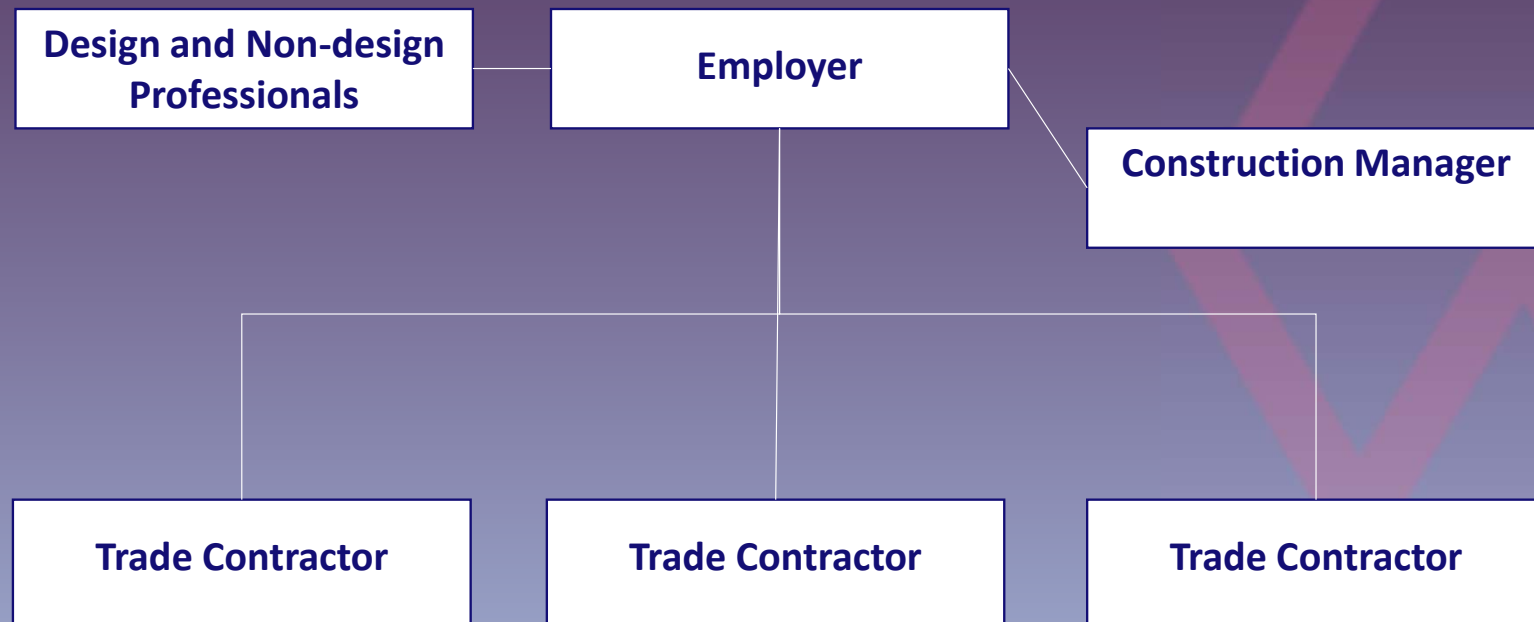 Design and Non-design
Professionals
Employer
Construction Manager
Trade Contractor
Trade Contractor
Trade Contractor